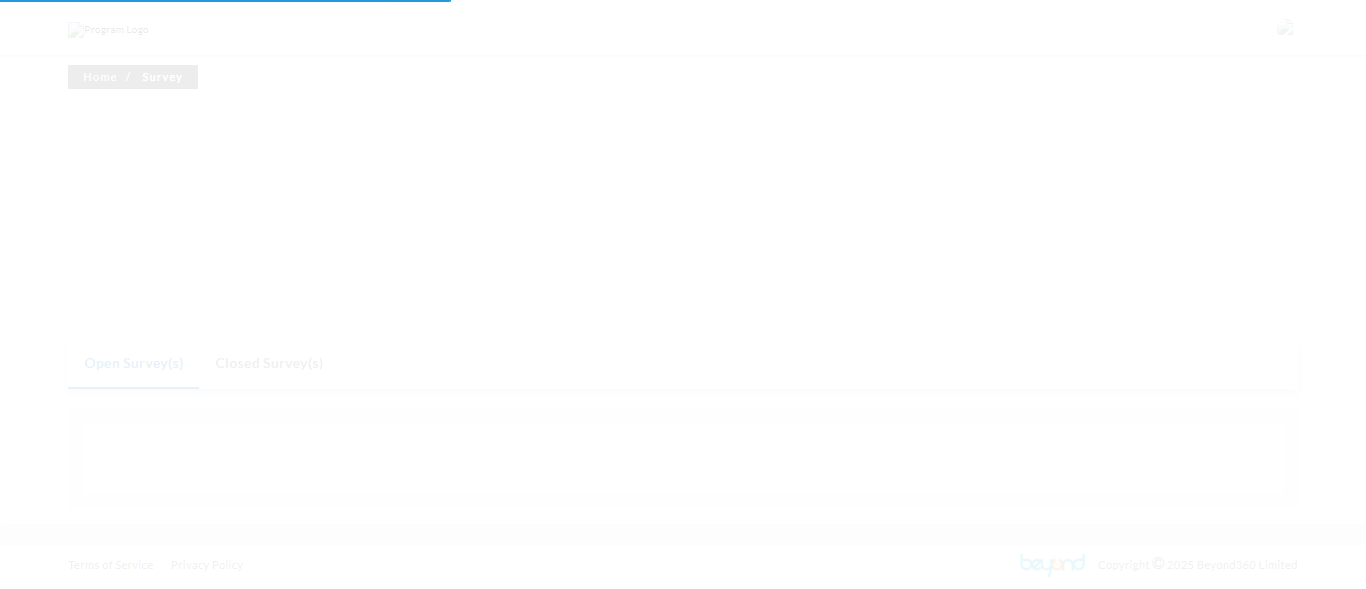 Program Logo
Home / Survey
Open Survey(s) Closed Survey(s)
Terms of Service Privacy Policy beyond Copyright © 2025 Beyond360 Limited